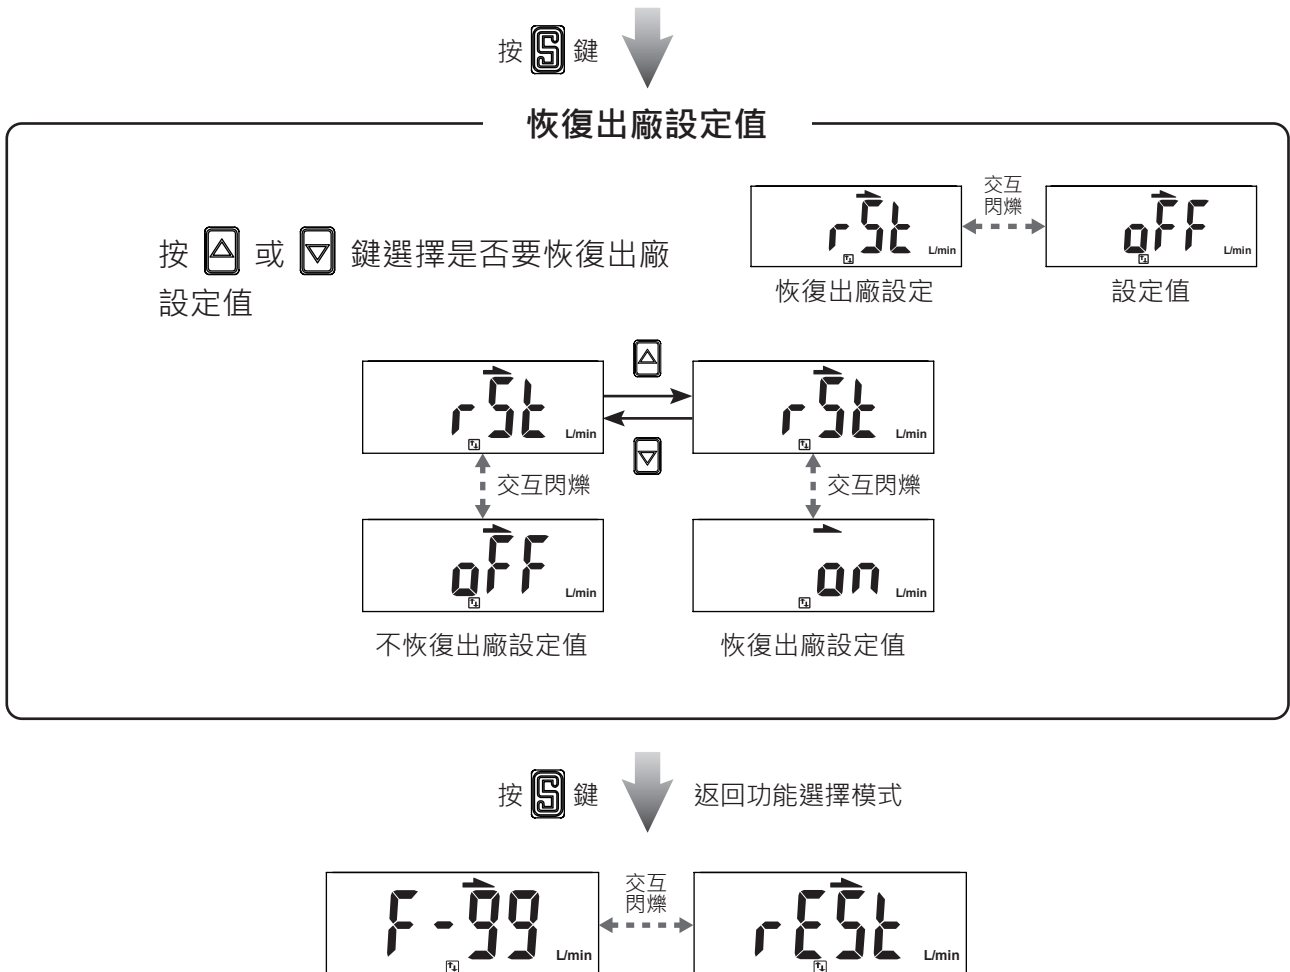 按 S 鍵
恢復出廠設定值
交互
閃爍
rSt L/min
oFF L/min
按 △ 或 ▽ 鍵選擇是否要恢復出廠
設定值
恢復出廠設定
設定值
rSt L/min
rSt L/min
交互閃爍
交互閃爍
oFF L/min
on L/min
不恢復出廠設定值
恢復出廠設定值
按 S 鍵
返回功能選擇模式
交互
閃爍
F-99 L/min
rESt L/min